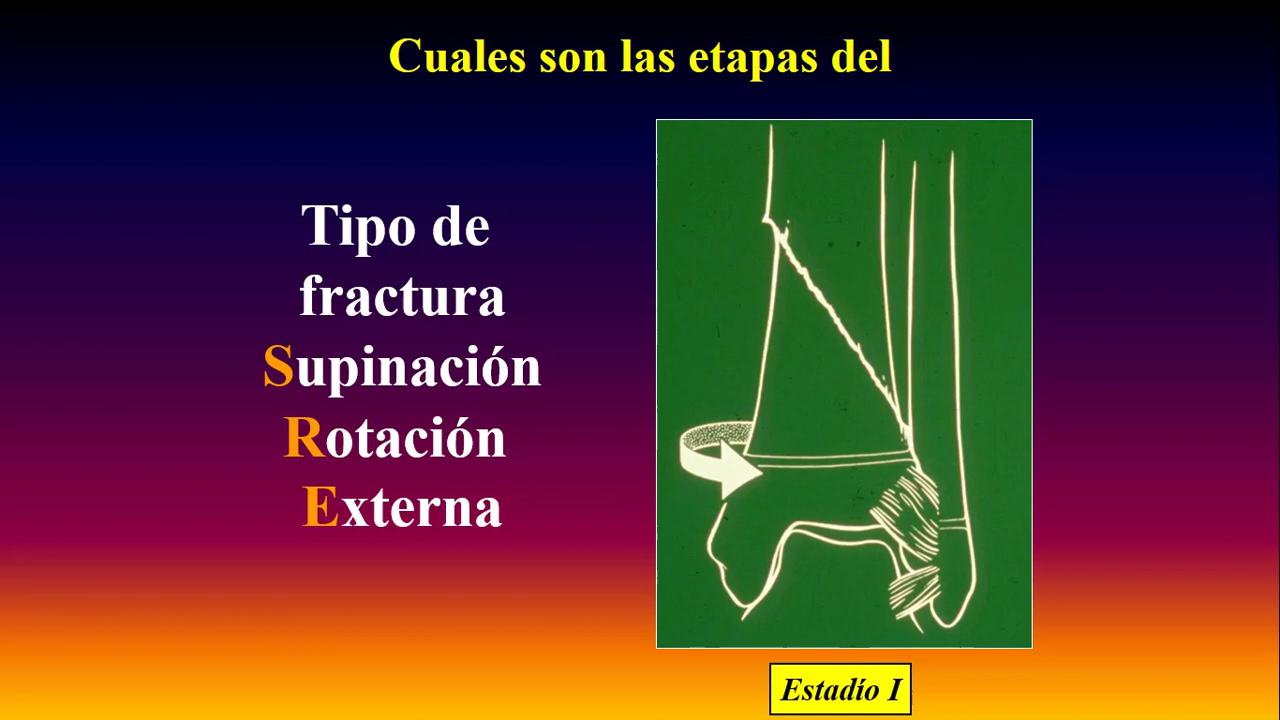 Cuales son las etapas del
Tipo de
fractura
Supinación
Rotación
Externa
Estadío I